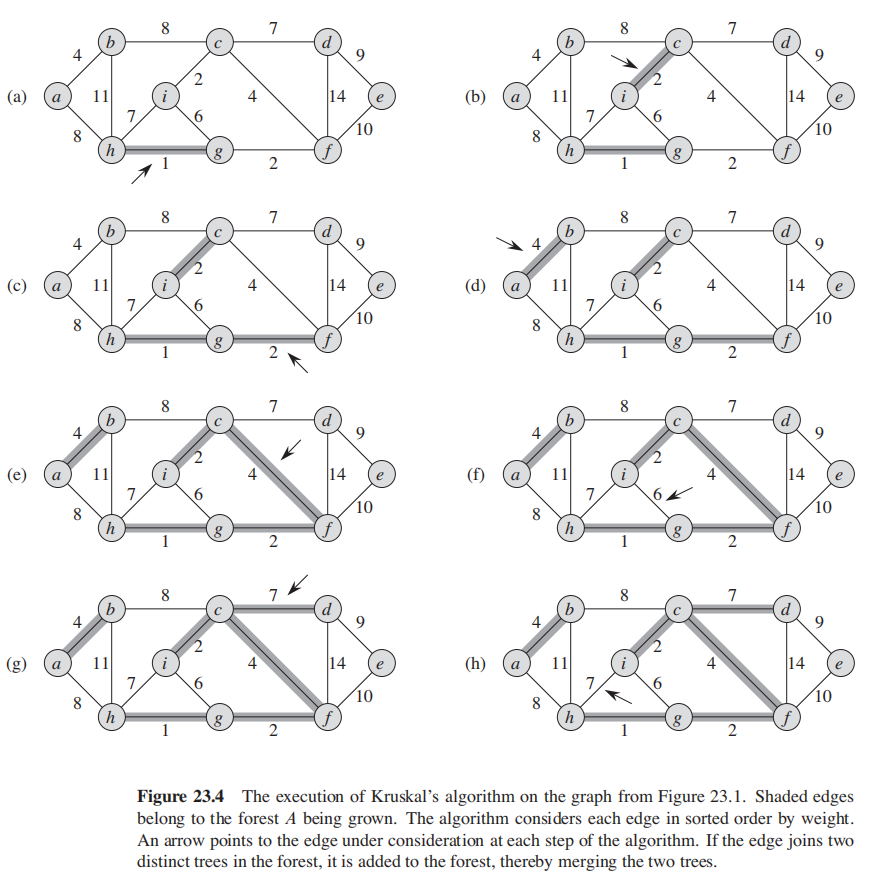 (a) a b c d e f g h i 4 8 7 9 11 2 4 14 7 6 8 10 1 2
(b) a b c d e f g h i 4 8 7 9 11 2 4 14 7 6 8 10 1 2
(c) a b c d e f g h i 4 8 7 9 11 2 4 14 7 6 8 10 1 2
(d) a b c d e f g h i 4 8 7 9 11 2 4 14 7 6 8 10 1 2
(e) a b c d e f g h i 4 8 7 9 11 2 4 14 7 6 8 10 1 2
(f) a b c d e f g h i 4 8 7 9 11 2 4 14 7 6 8 10 1 2
(g) a b c d e f g h i 4 8 7 9 11 2 4 14 7 6 8 10 1 2
(h) a b c d e f g h i 4 8 7 9 11 2 4 14 7 6 8 10 1 2
Figure 23.4 The execution of Kruskal's algorithm on the graph from Figure 23.1. Shaded edges
belong to the forest A being grown. The algorithm considers each edge in sorted order by weight.
An arrow points to the edge under consideration at each step of the algorithm. If the edge joins two
distinct trees in the forest, it is added to the forest, thereby merging the two trees.